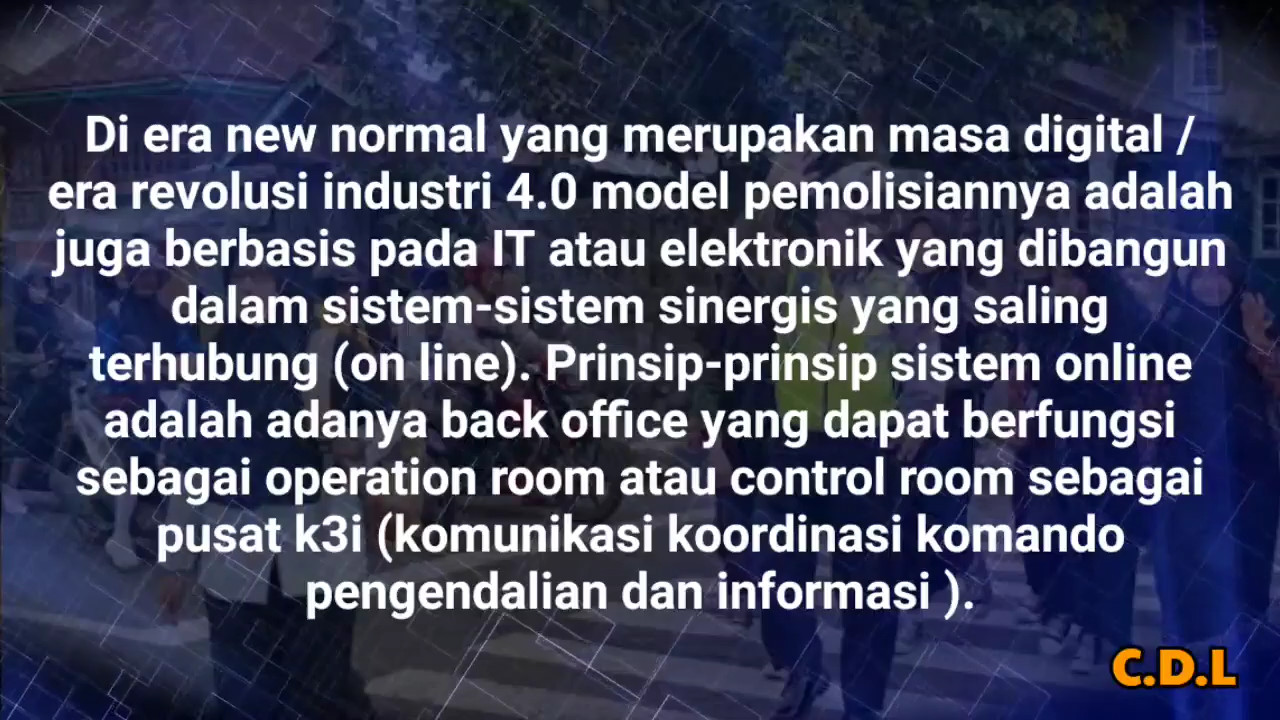 Di era new normal yang merupakan masa digital /
era revolusi industri 4.0 model pemolisiannya adalah
juga berbasis pada IT atau elektronik yang dibangun
dalam sistem-sistem sinergis yang saling
terhubung (on line). Prinsip-prinsip sistem online
adalah adanya back office yang dapat berfungsi
sebagai operation room atau control room sebagai
pusat k3i (komunikasi koordinasi komando
pengendalian dan informasi ).
C.D.L